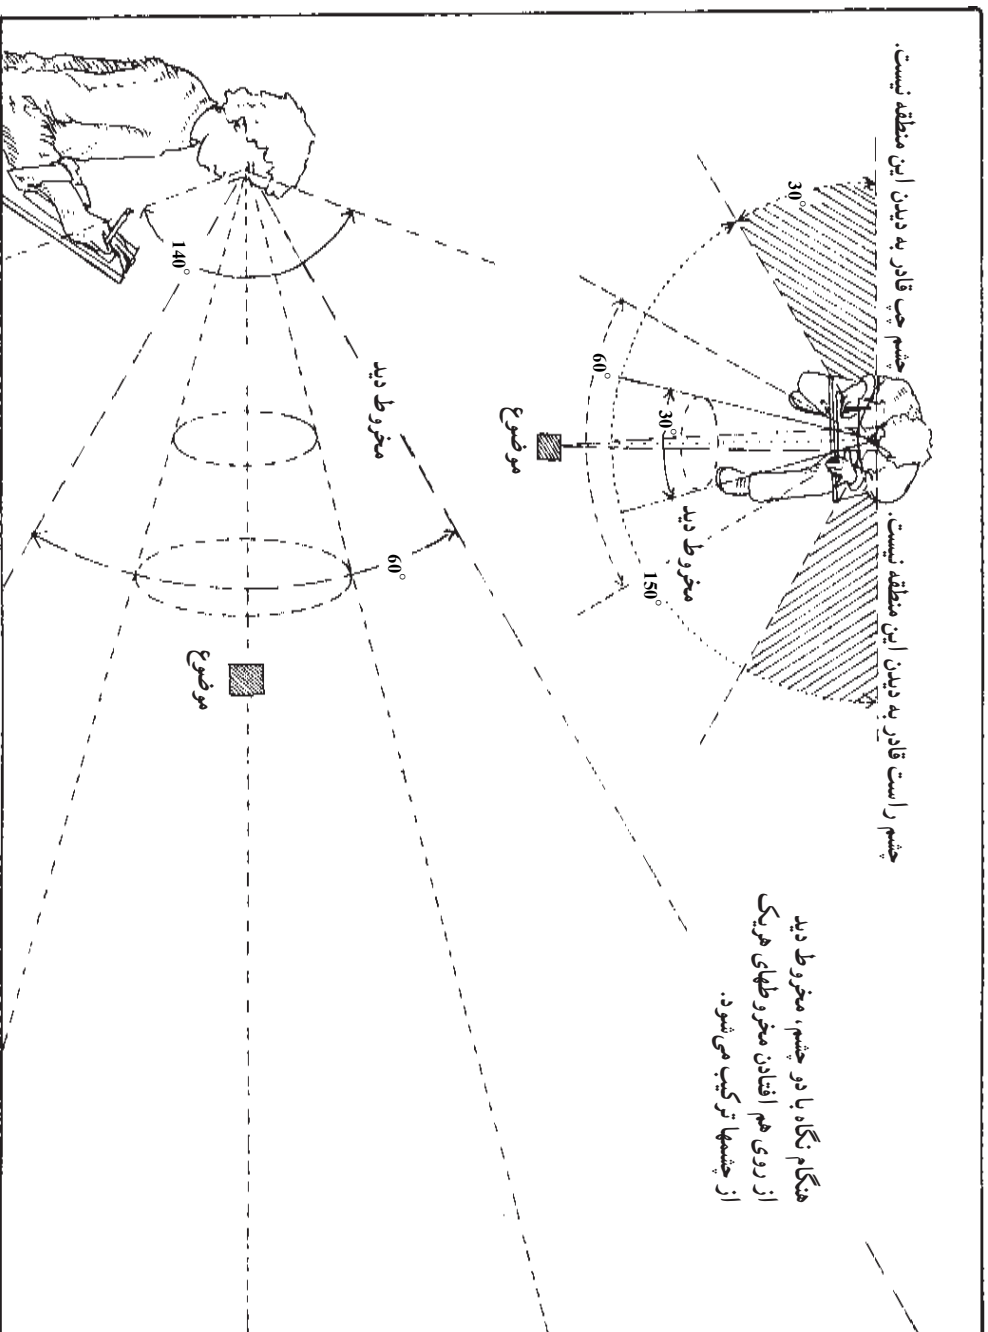 چشم چپ قادر به دیدن این منطقه نیست.
چشم راست قادر به دیدن این منطقه نیست.
30°
60°
30°
150°
مخروط دید
موضوع
هنگام نگاه با دو چشم، مخروط دید
از روی هم افتادن مخروطهای هریک
از چشمها ترکیب می‌شود.
140°
مخروط دید
60°
موضوع